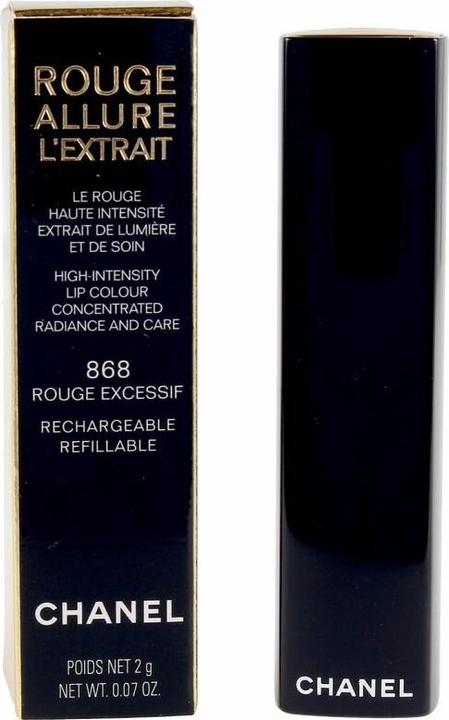 ROUGE
ALLURE
L'EXTRAIT
LE ROUGE
HAUTE INTENSITÉ
EXTRAIT DE LUMIÈRE
ET DE SOIN
HIGH-INTENSITY
LIP COLOUR
CONCENTRATED
RADIANCE AND CARE
868
ROUGE EXCESSIF
RECHARGEABLE
REFILLABLE
CHANEL
POIDS NET 2 g
NET WT. 0.07 OZ.
CHANEL